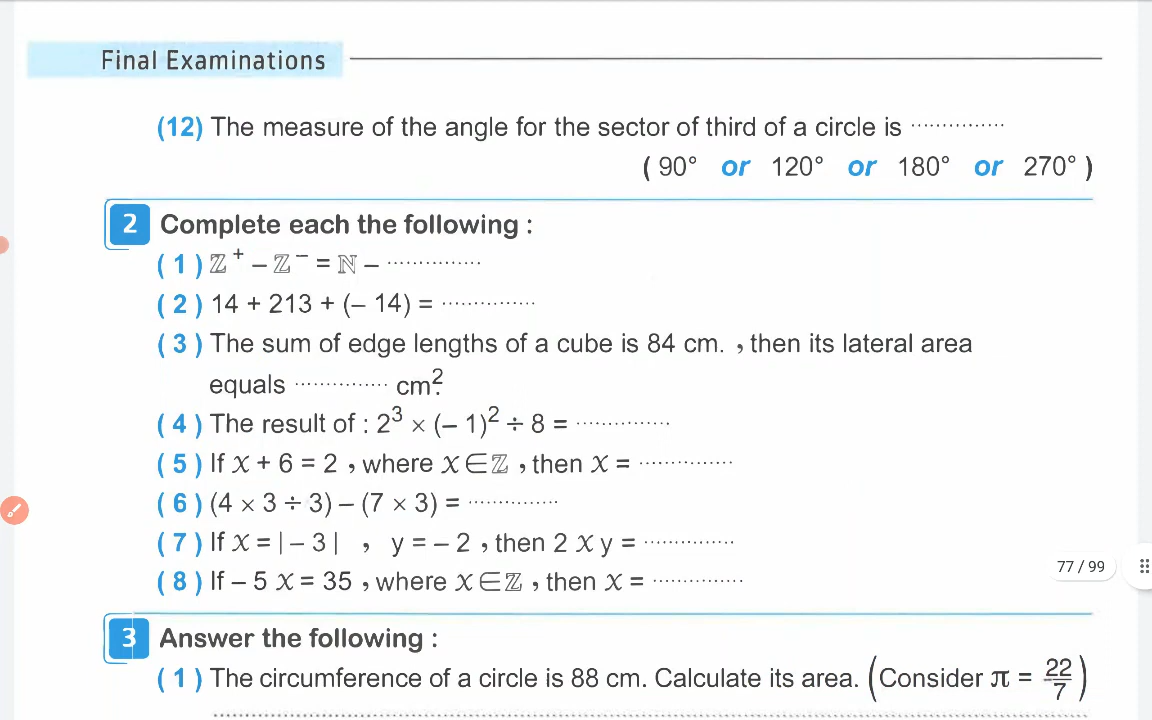 Final Examinations
(12) The measure of the angle for the sector of third of a circle is ...............
( 90° or 120° or 180° or 270° )
2 Complete each the following :
( 1 ) ℤ⁺ – ℤ⁻ = ℕ – ...............
( 2 ) 14 + 213 + (– 14) = ...............
( 3 ) The sum of edge lengths of a cube is 84 cm. , then its lateral area
equals ............... cm².
( 4 ) The result of : 2³ × (– 1)² ÷ 8 = ...............
( 5 ) If X + 6 = 2 , where X ∈ ℤ , then X = ...............
( 6 ) (4 × 3 ÷ 3) – (7 × 3) = ...............
( 7 ) If X = | – 3 | , y = – 2 , then 2 X y = ...............
( 8 ) If – 5 X = 35 , where X ∈ ℤ , then X = ...............
77 / 99
3 Answer the following :
( 1 ) The circumference of a circle is 88 cm. Calculate its area. (Consider π = 22/7)